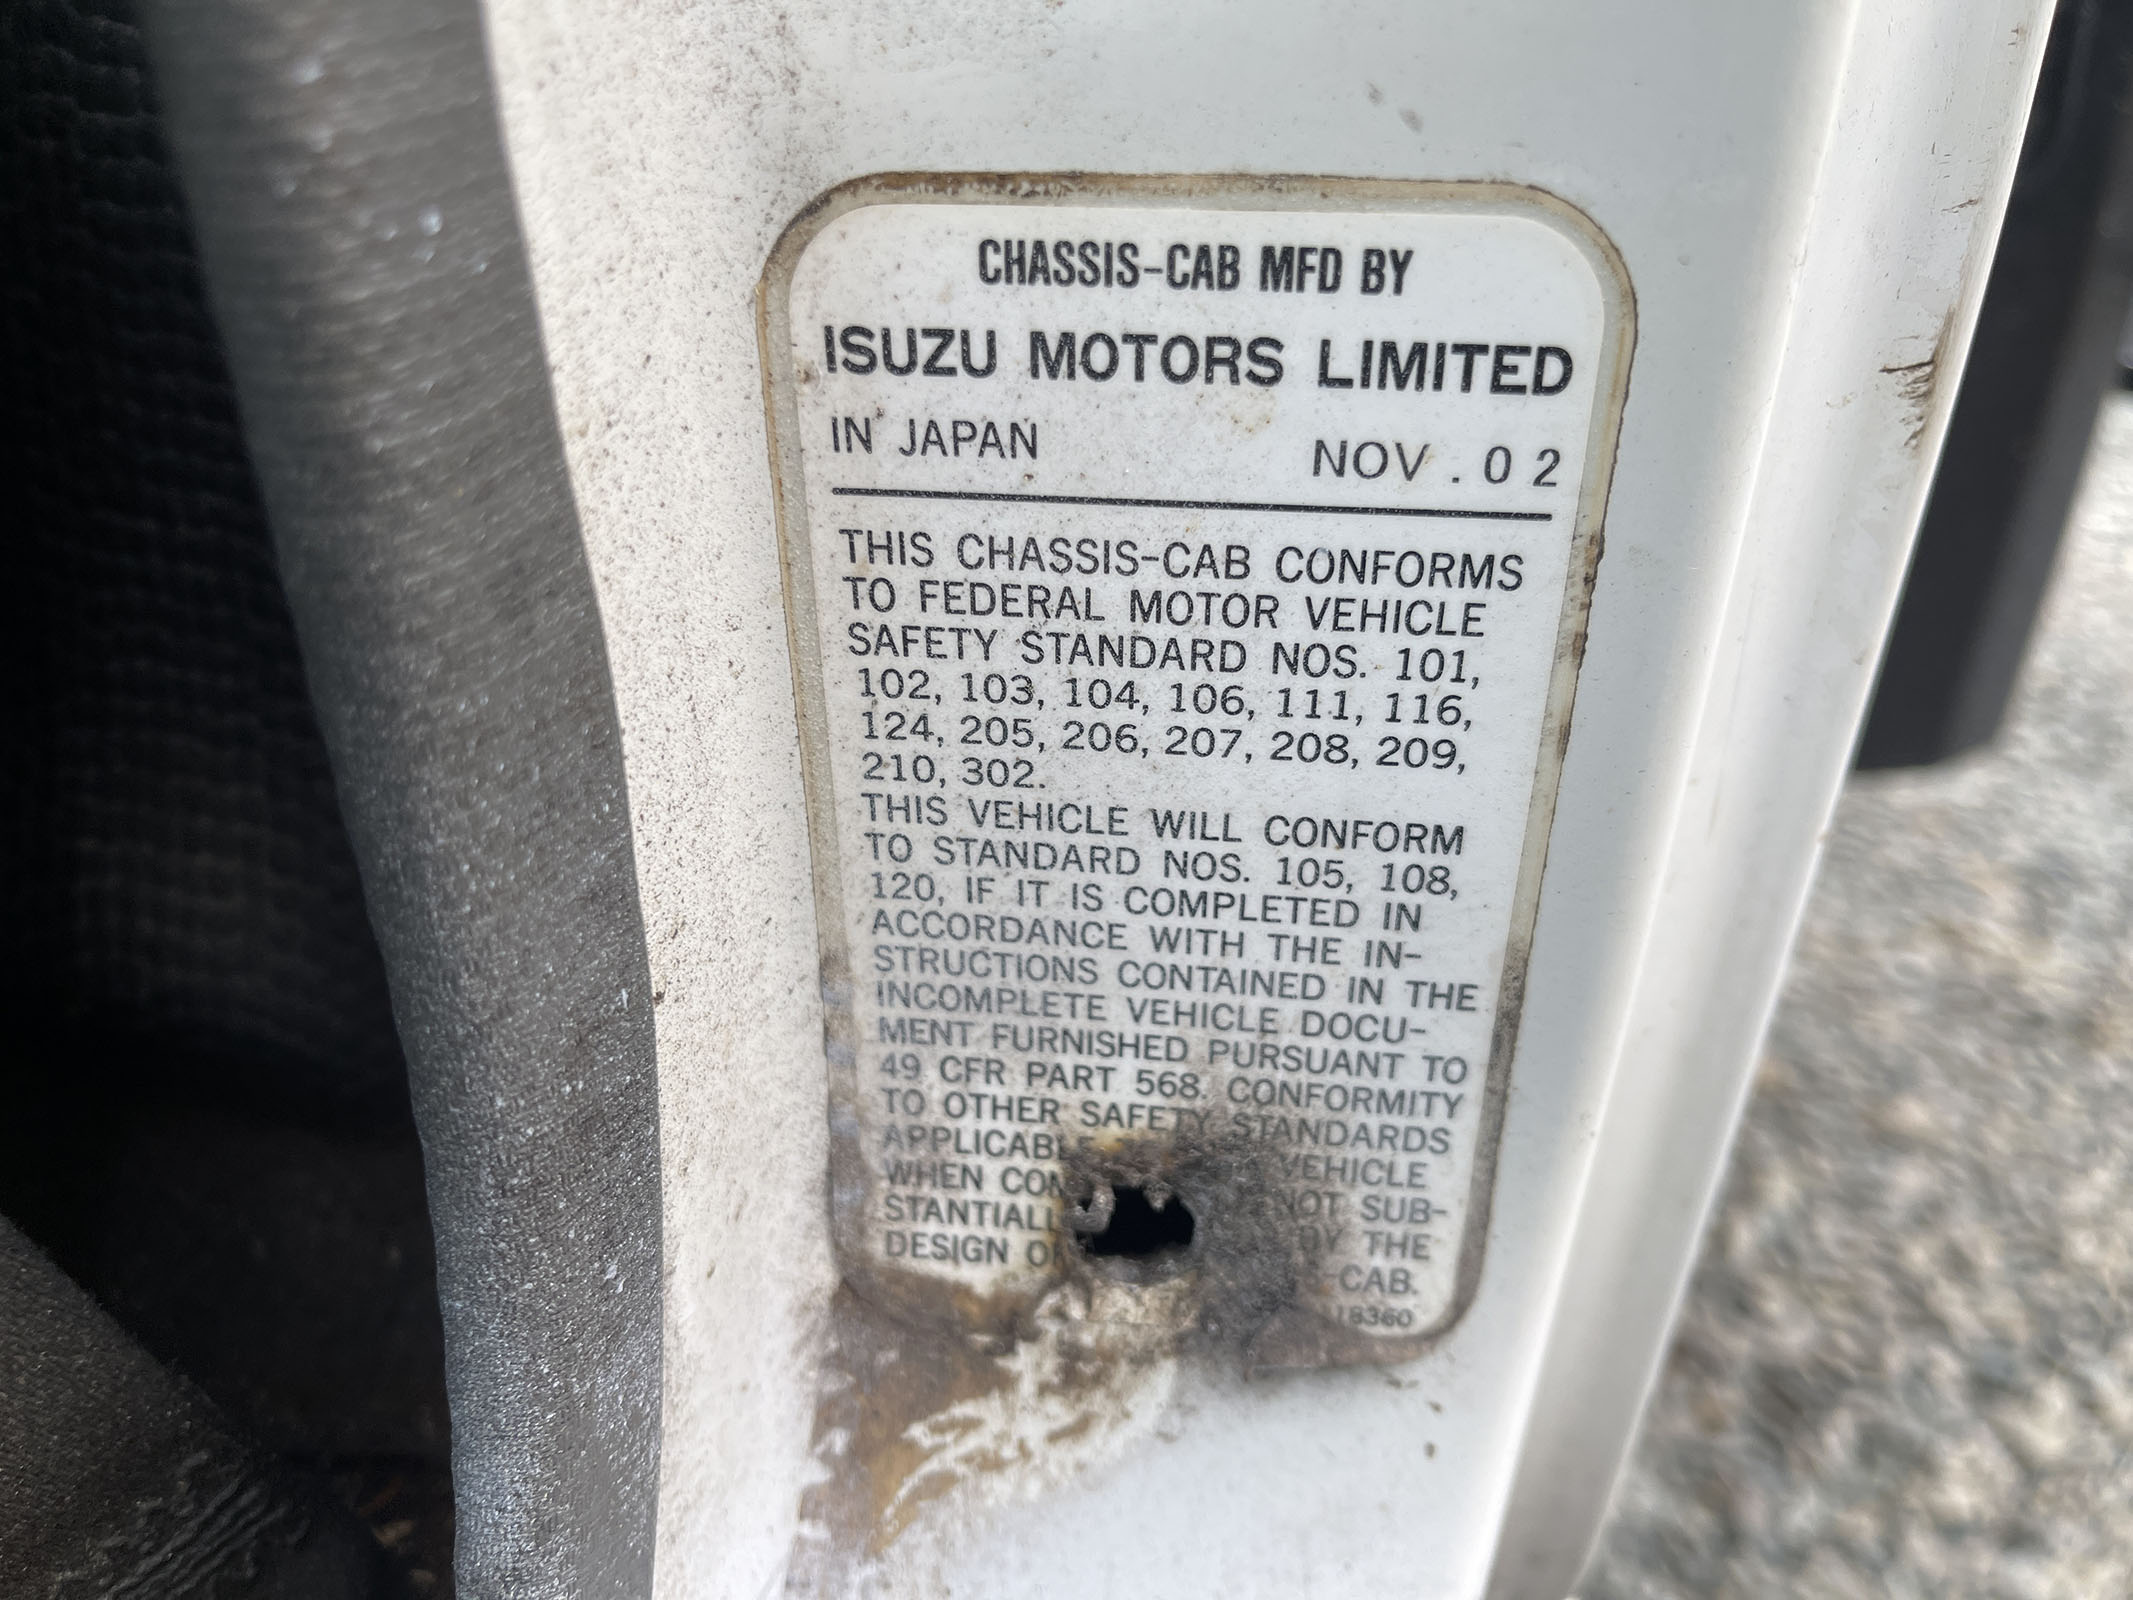 CHASSIS-CAB MFD BY
ISUZU MOTORS LIMITED
IN JAPAN NOV . 0 2
THIS CHASSIS-CAB CONFORMS
TO FEDERAL MOTOR VEHICLE
SAFETY STANDARD NOS. 101,
102, 103, 104, 106, 111, 116,
124, 205, 206, 207, 208, 209,
210, 302.
THIS VEHICLE WILL CONFORM
TO STANDARD NOS. 105, 108,
120, IF IT IS COMPLETED IN
ACCORDANCE WITH THE IN-
STRUCTIONS CONTAINED IN THE
INCOMPLETE VEHICLE DOCU-
MENT FURNISHED PURSUANT TO
49 CFR PART 568. CONFORMITY
TO OTHER SAFETY STANDARDS
VEHICLE
WHEN NOT SUB-
THE
DESIGN CAB.